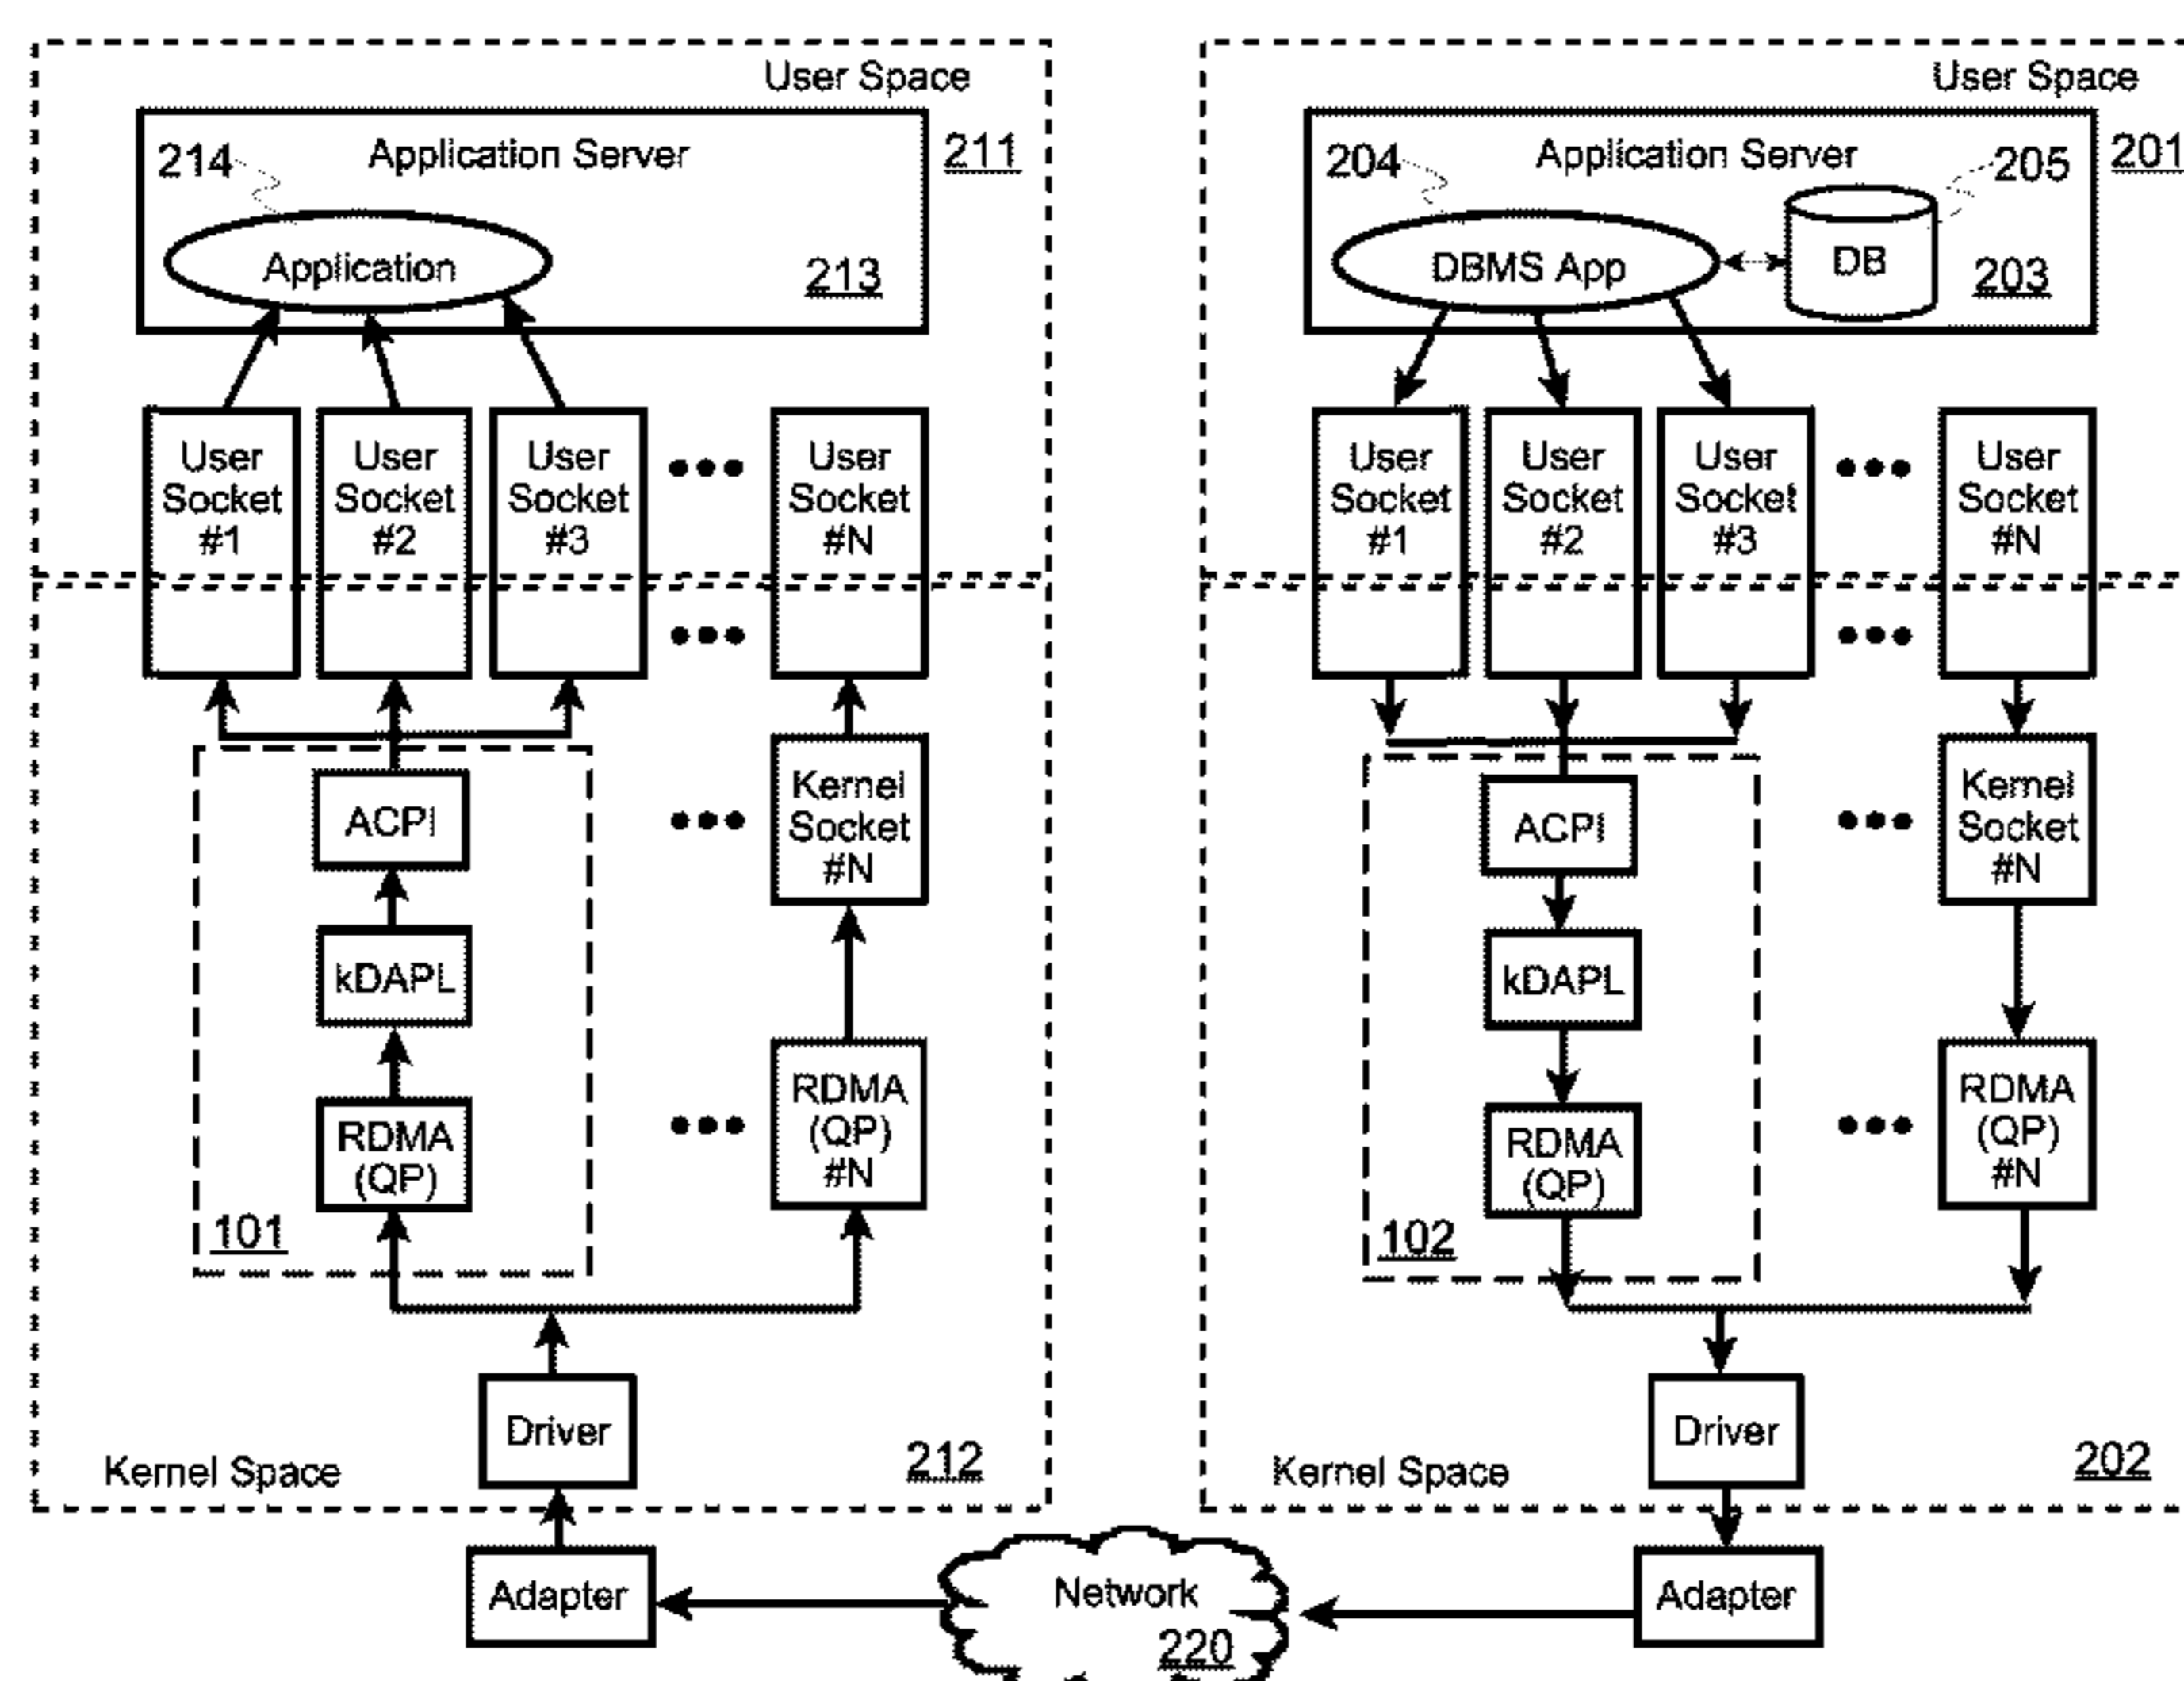 User Space
Application Server
211
214
Application
213
User
Socket
#1
User
Socket
#2
User
Socket
#3
User
Socket
#N
ACPI
kDAPL
RDMA
(QP)
101
Kernel
Socket
#N
RDMA
(QP)
#N
Driver
Kernel Space
212
Adapter
Network
220
User Space
Application Server
201
204
205
DBMS App
DB
203
User
Socket
#1
User
Socket
#2
User
Socket
#3
User
Socket
#N
ACPI
kDAPL
RDMA
(QP)
102
Kernel
Socket
#N
RDMA
(QP)
#N
Driver
Kernel Space
202
Adapter